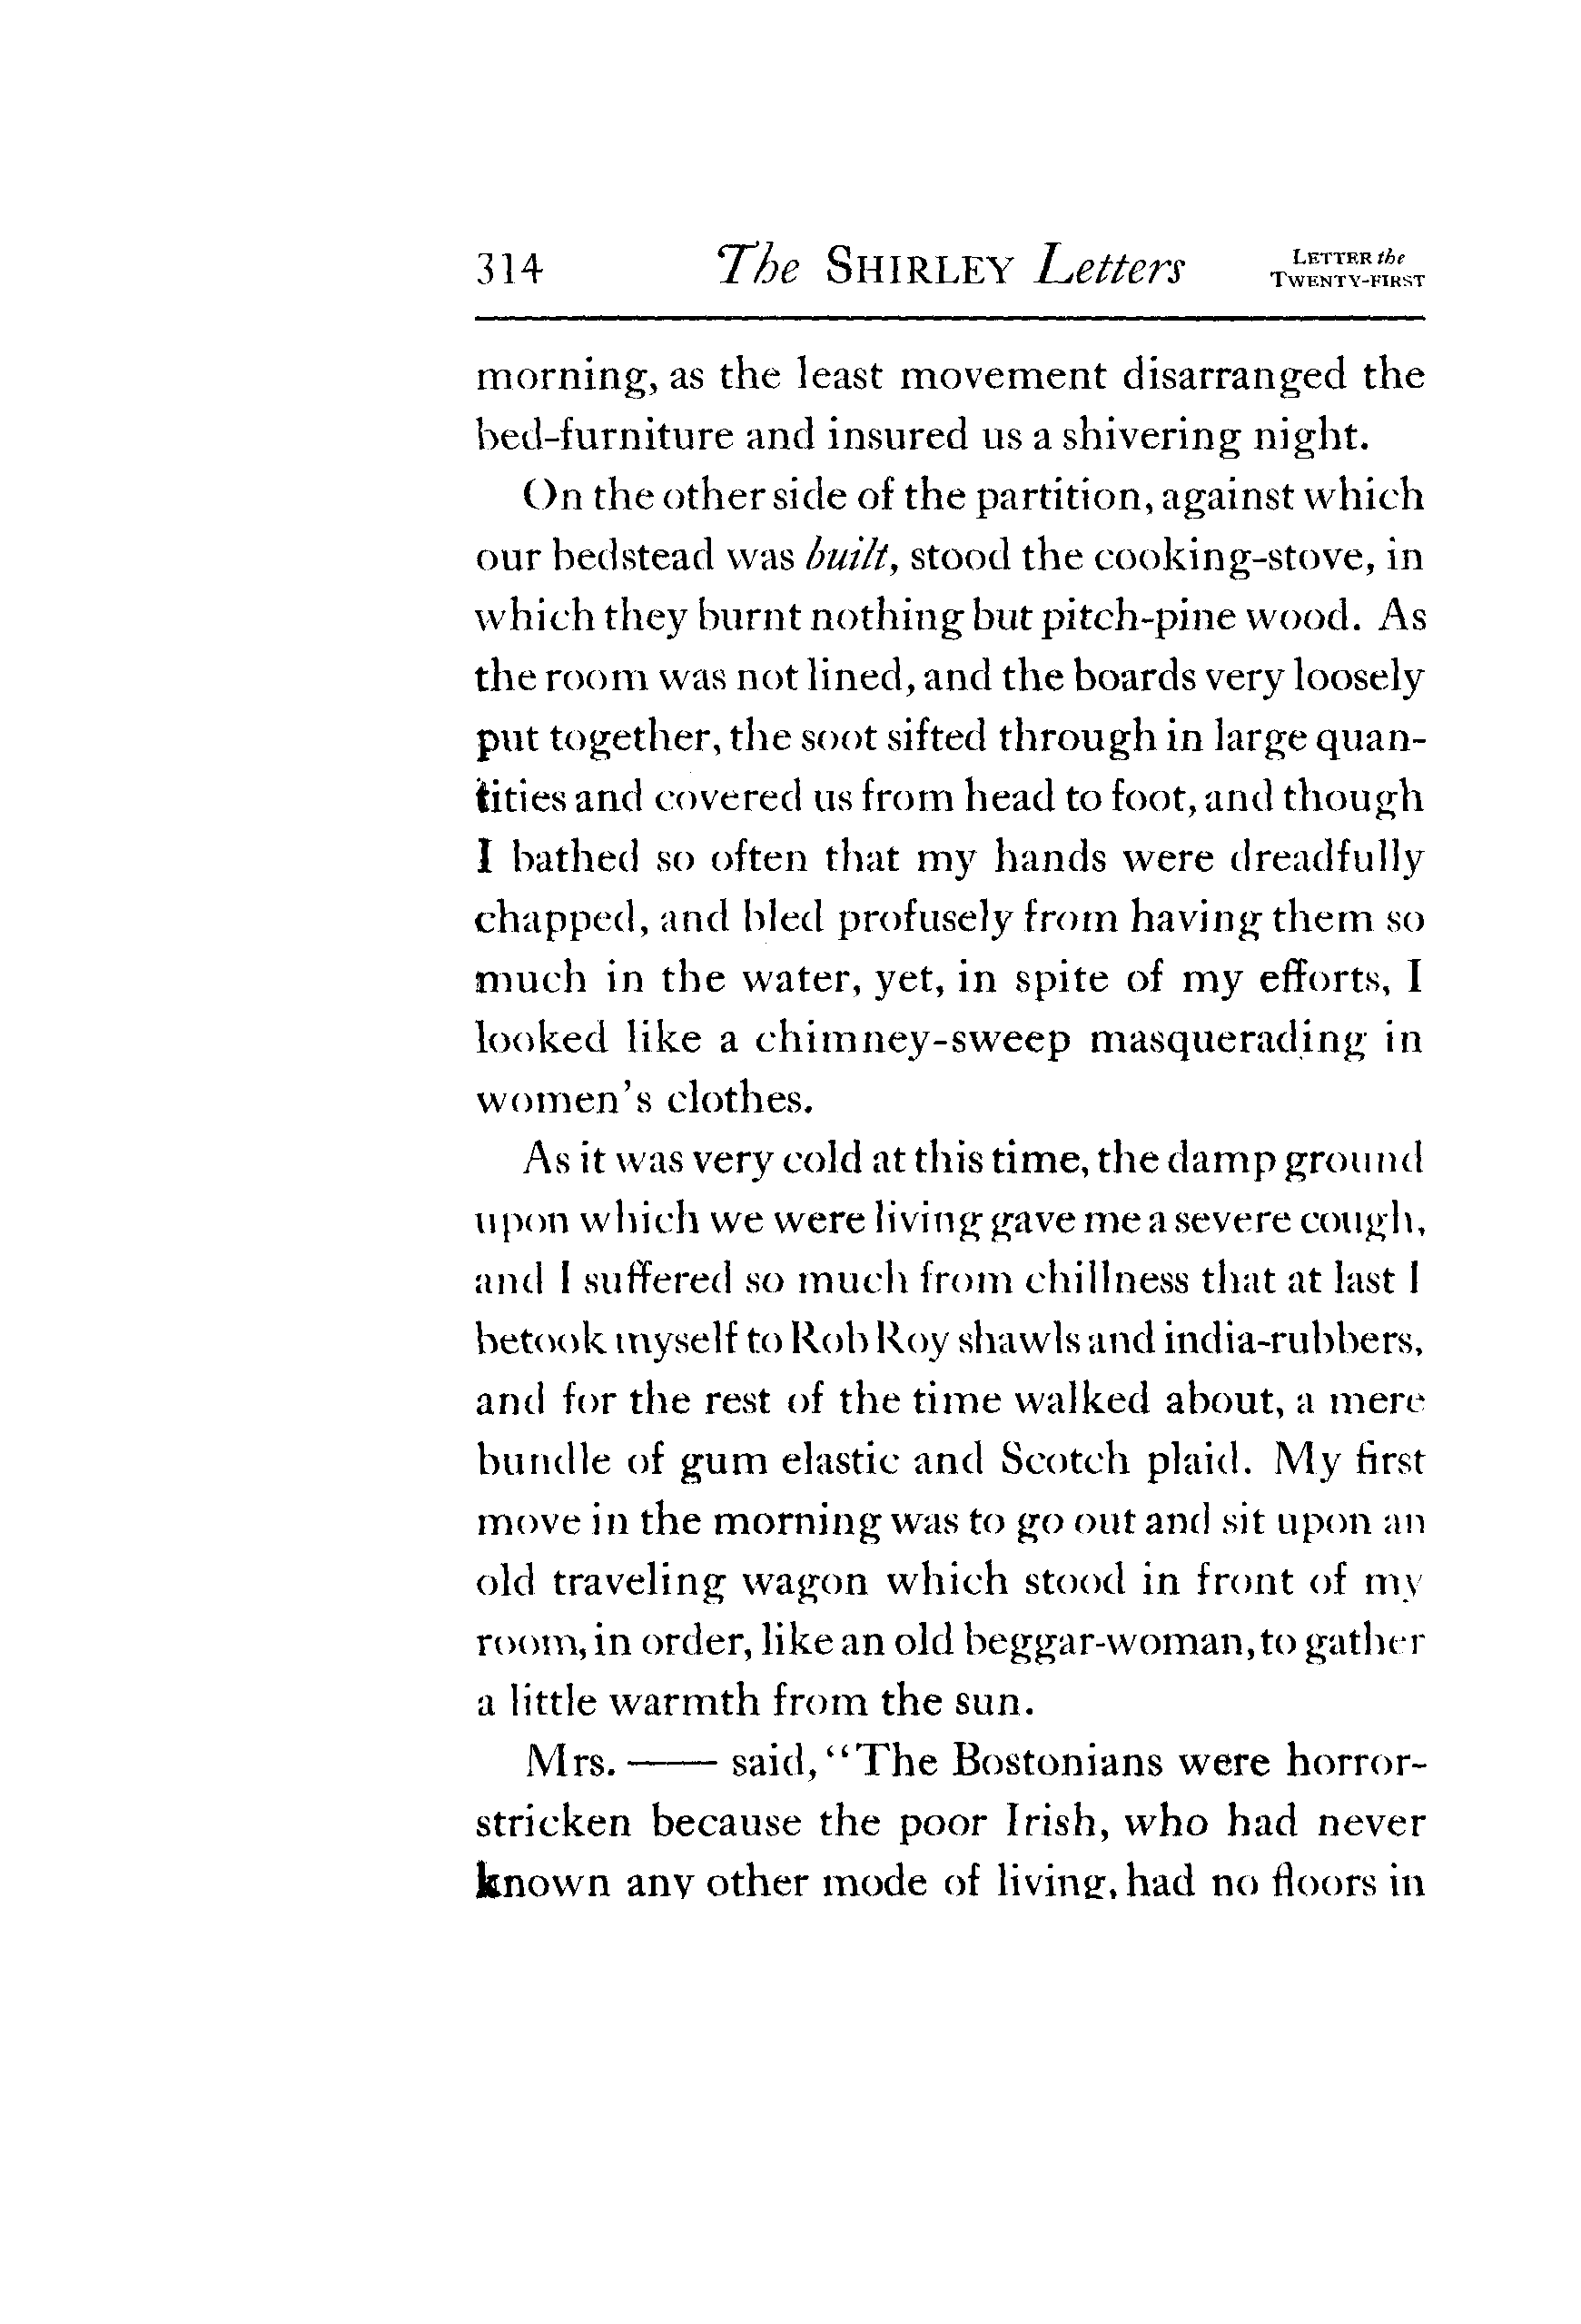 314 The SHIRLEY Letters LETTER the
TWENTY-FIRST
morning, as the least movement disarranged the
bed-furniture and insured us a shivering night.
On the other side of the partition, against which
our bedstead was built, stood the cooking-stove, in
which they burnt nothing but pitch-pine wood. As
the room was not lined, and the boards very loosely
put together, the soot sifted through in large quan-
tities and covered us from head to foot, and though
I bathed so often that my hands were dreadfully
chapped, and bled profusely from having them so
much in the water, yet, in spite of my efforts, I
looked like a chimney-sweep masquerading in
women's clothes.
As it was very cold at this time, the damp ground
upon which we were living gave me a severe cough,
and I suffered so much from chillness that at last I
betook myself to Rob Roy shawls and india-rubbers,
and for the rest of the time walked about, a mere
bundle of gum elastic and Scotch plaid. My first
move in the morning was to go out and sit upon an
old traveling wagon which stood in front of my
room, in order, like an old beggar-woman, to gather
a little warmth from the sun.
Mrs. —— said, "The Bostonians were horror-
stricken because the poor Irish, who had never
known any other mode of living, had no floors in